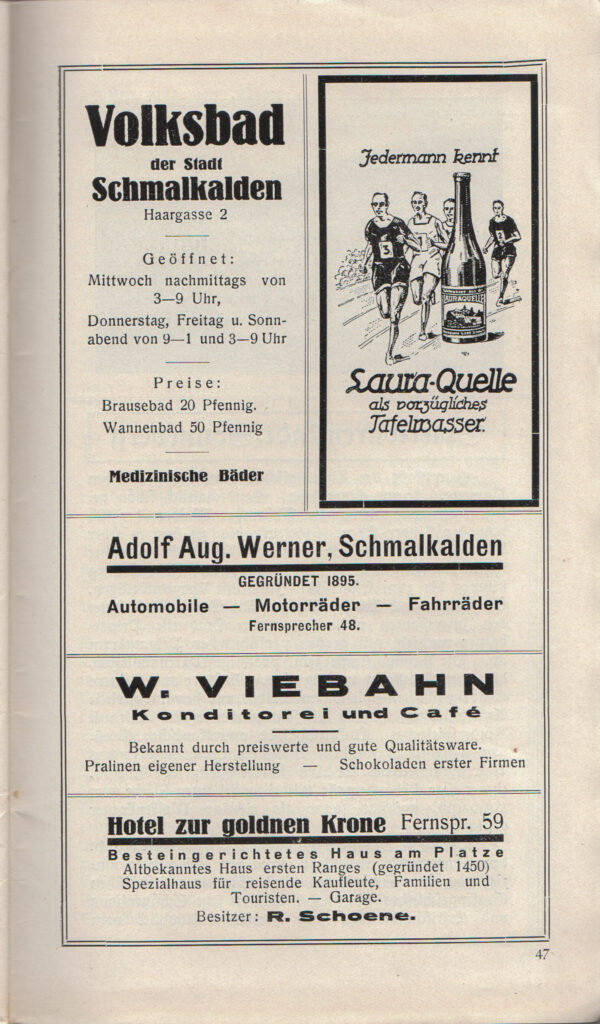 Volksbad
der Stadt
Schmalkalden
Haargasse 2
Geöffnet:
Mittwoch nachmittags von
3—9 Uhr,
Donnerstag, Freitag u. Sonn-
abend von 9—1 und 3—9 Uhr
Preise:
Brausebad 20 Pfennig.
Wannenbad 50 Pfennig
Medizinische Bäder
Jedermann kennt
3
1
2
LAURAQUELLE
Laura-Quelle
als vorzügliches
Tafelwasser.
Adolf Aug. Werner, Schmalkalden
GEGRÜNDET 1895.
Automobile — Motorräder — Fahrräder
Fernsprecher 48.
W. VIEBAHN
Konditorei und Café
Bekannt durch preiswerte und gute Qualitätsware.
Pralinen eigener Herstellung — Schokoladen erster Firmen
Hotel zur goldnen Krone Fernspr. 59
Besteingerichtetes Haus am Platze
Altbekanntes Haus ersten Ranges (gegründet 1450)
Spezialhaus für reisende Kaufleute, Familien und
Touristen. — Garage.
Besitzer: R. Schoene.
47